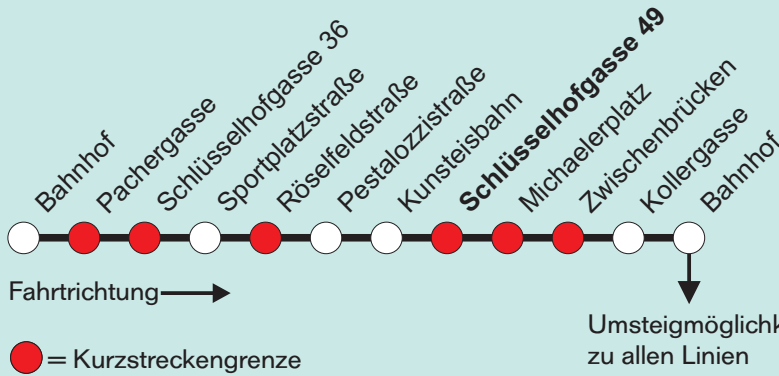 Bahnhof
Pachergasse
Schlüsselhofgasse 36
Sportplatzstraße
Röselfeldstraße
Pestalozzistraße
Kunsteisbahn
Schlüsselhofgasse 49
Michaelerplatz
Zwischenbrücken
Kollergasse
Bahnhof
Fahrtrichtung
Umsteigmöglichk
zu allen Linien
= Kurzstreckengrenze